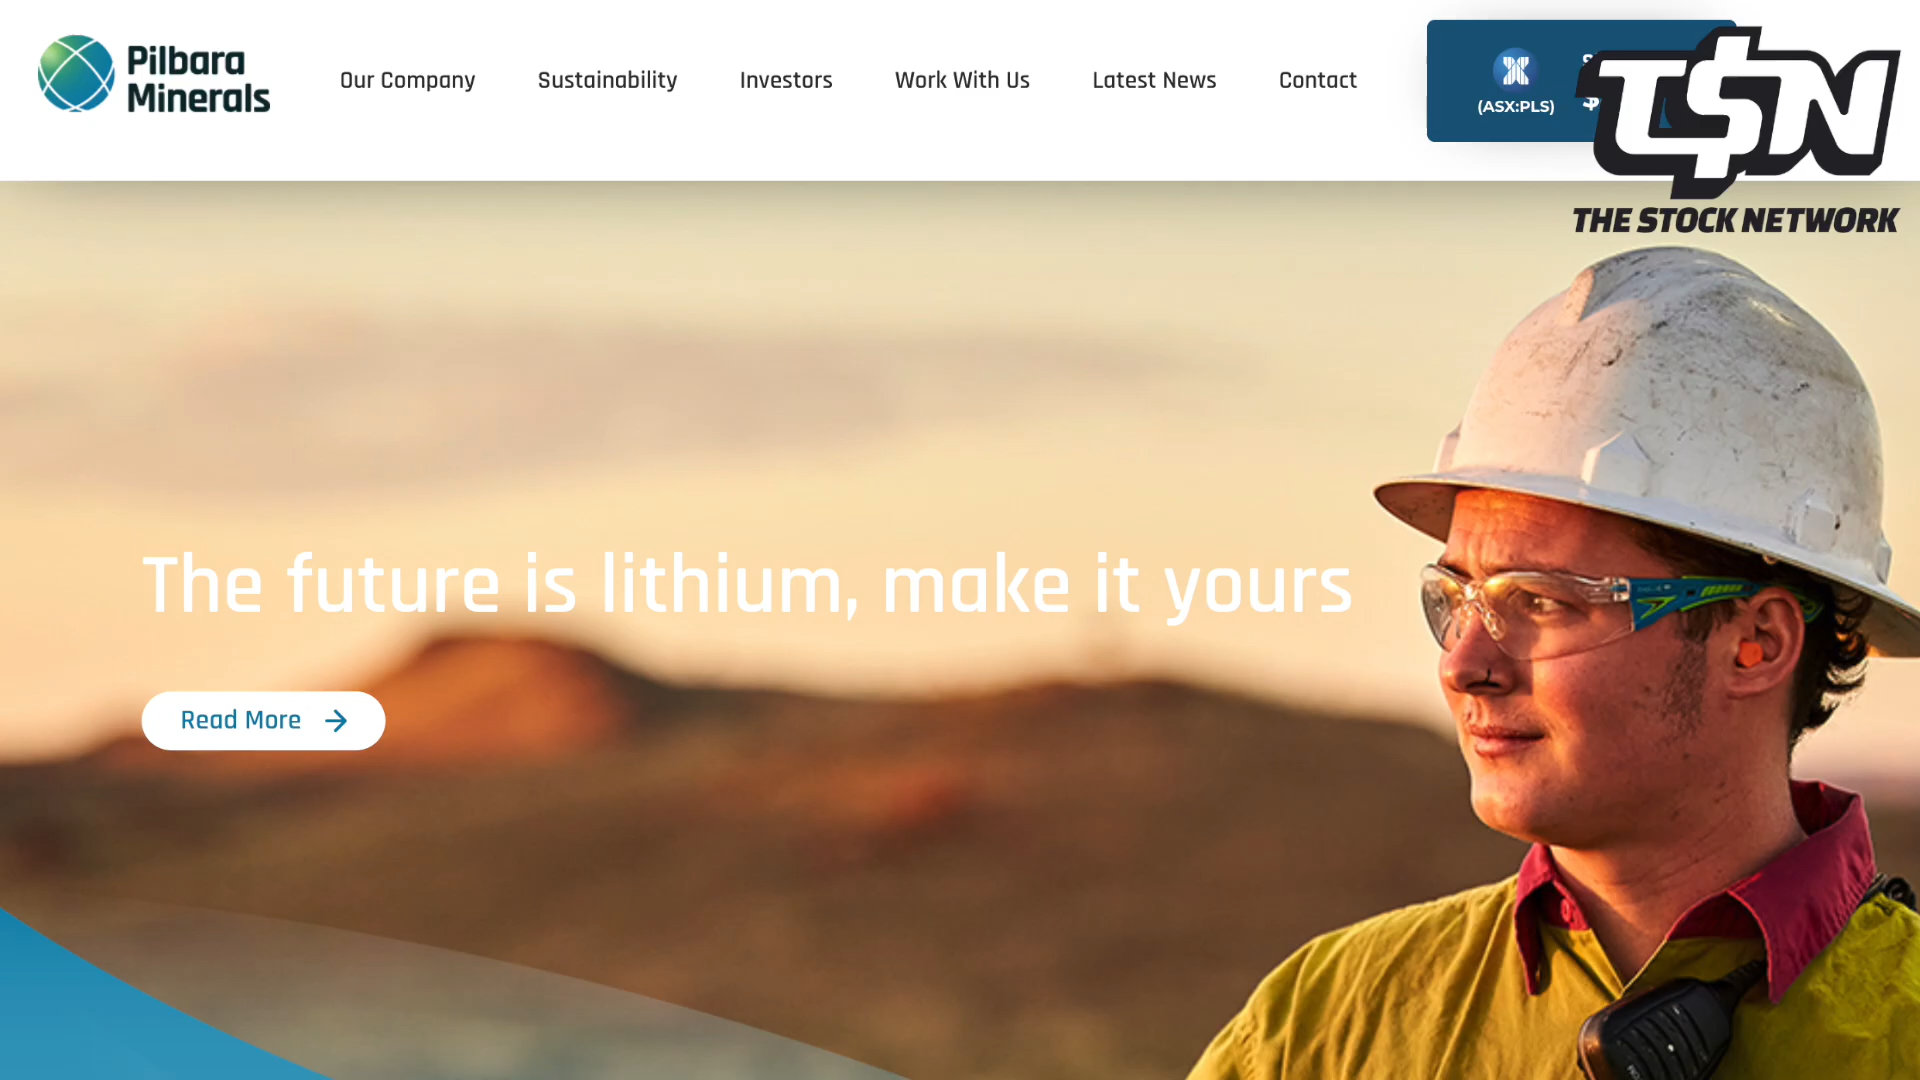 Pilbara
Minerals
Our Company
Sustainability
Investors
Work With Us
Latest News
Contact
(ASX:PLS)
TSN
THE STOCK NETWORK
The future is lithium, make it yours
Read More